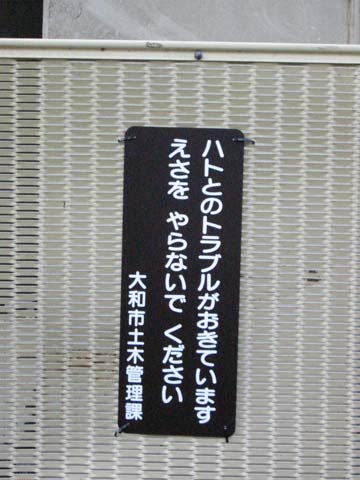 ハトとのトラブルがおきています
えさを やらないで ください
大和市土木管理課